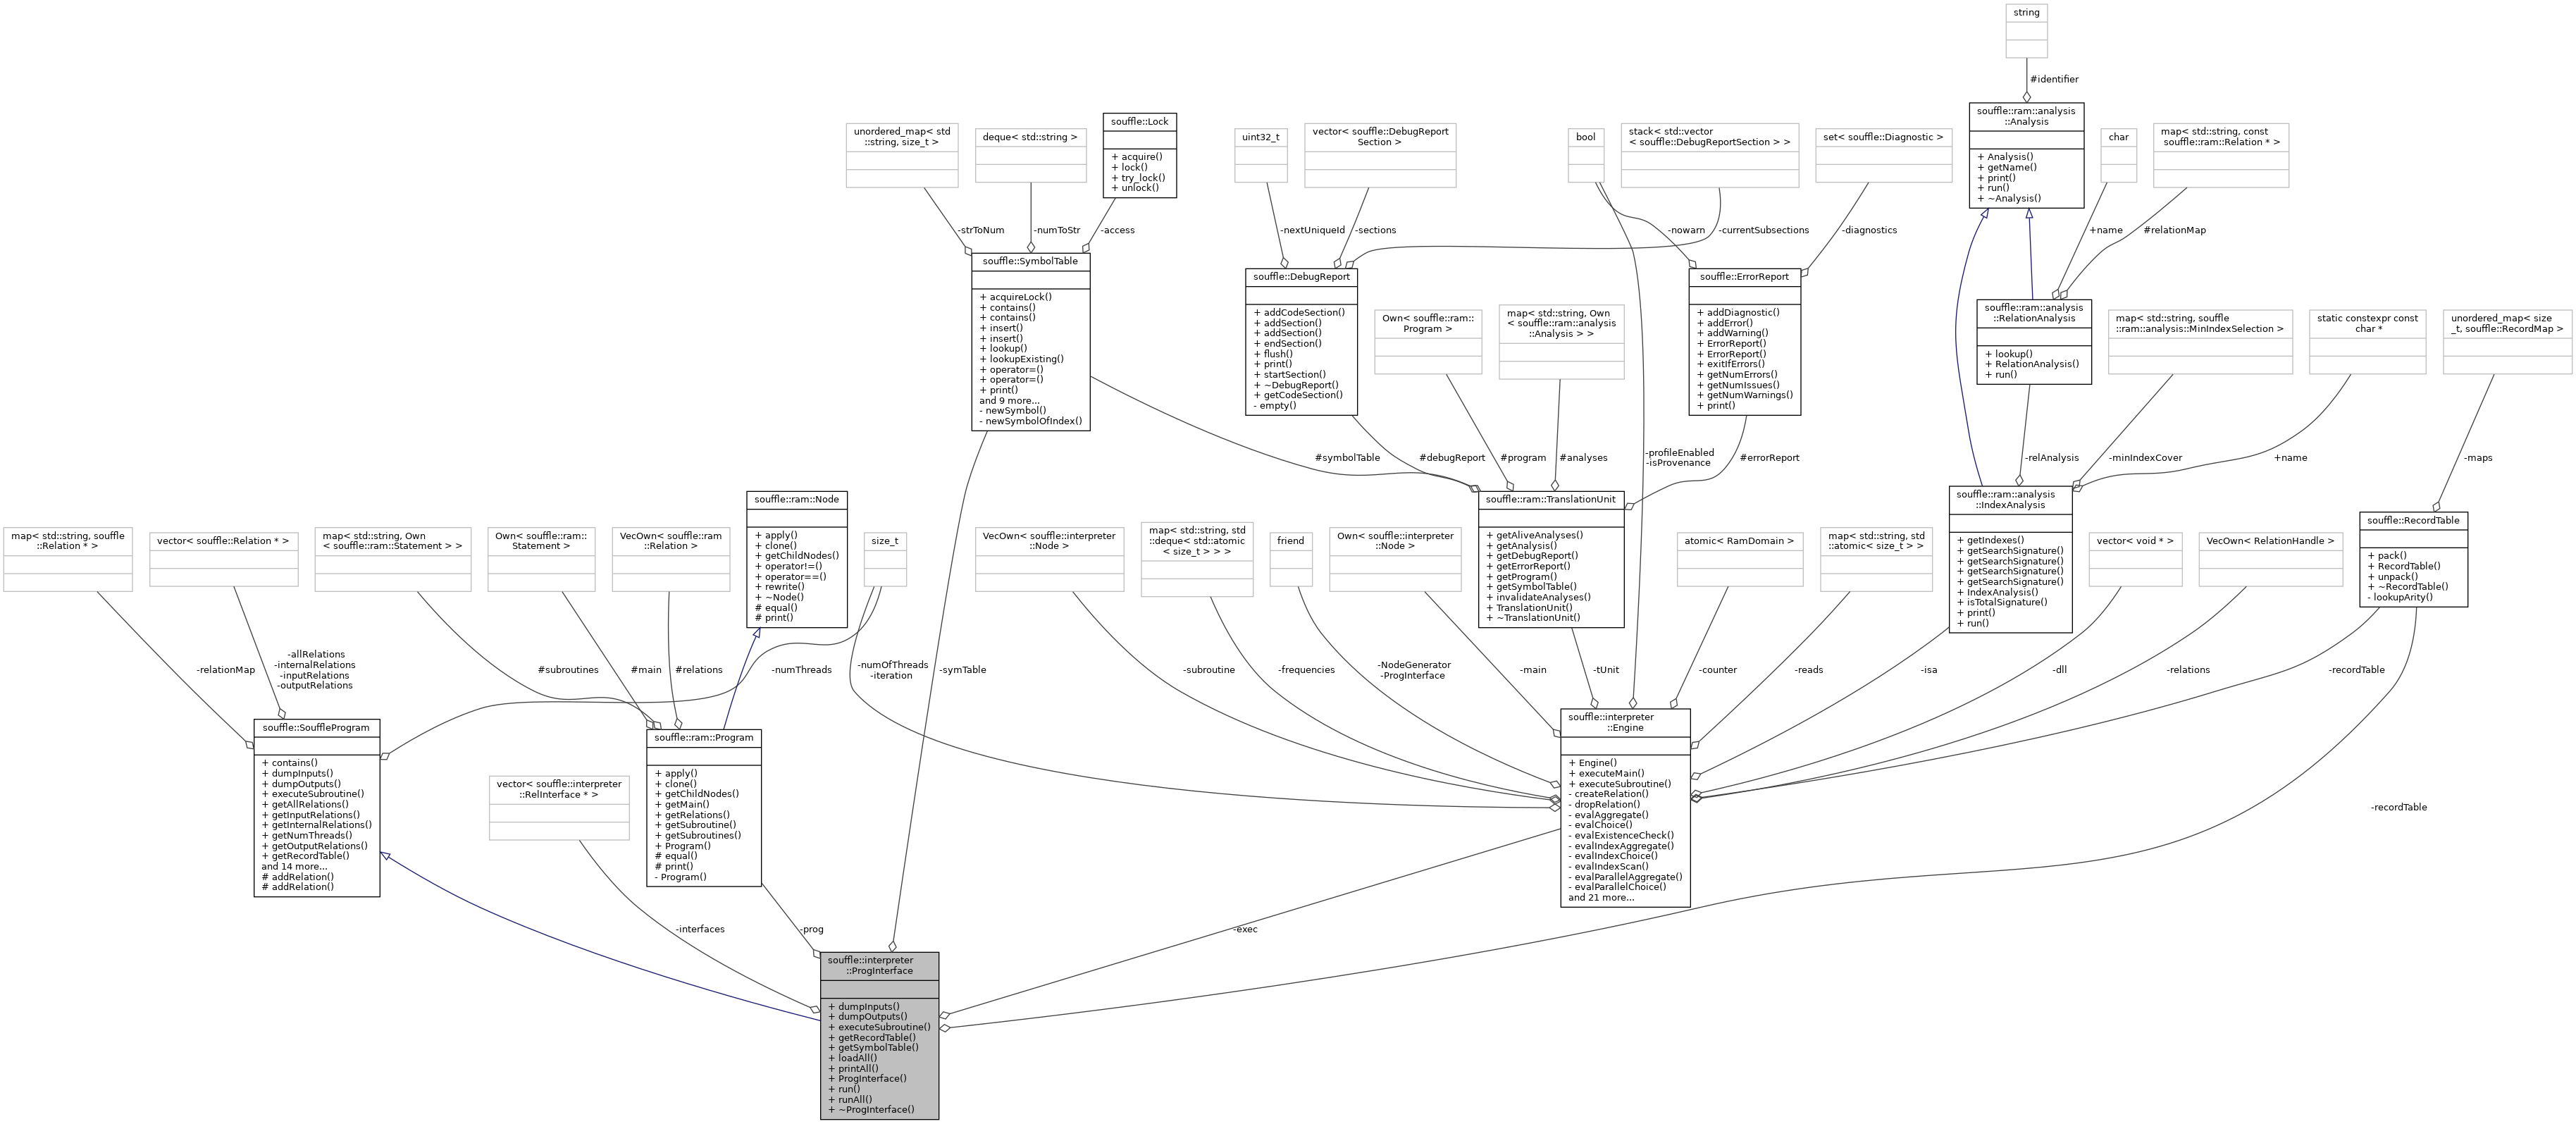 string
#identifier
souffle::ram::analysis
::Analysis
+ Analysis()
+ getName()
+ print()
+ run()
+ ~Analysis()
unordered_map< std
::string, size_t >
deque< std::string >
souffle::Lock
+ acquire()
+ lock()
+ try_lock()
+ unlock()
uint32_t
vector< souffle::DebugReport
Section >
bool
stack< std::vector
< souffle::DebugReportSection > >
set< souffle::Diagnostic >
char
map< std::string, const
souffle::ram::Relation * >
-strToNum
-numToStr
-access
-nextUniqueId
-sections
-nowarn
-currentSubsections
-diagnostics
+name
#relationMap
souffle::SymbolTable
+ acquireLock()
+ contains()
+ contains()
+ insert()
+ insert()
+ lookup()
+ lookupExisting()
+ operator=()
+ operator=()
+ print()
and 9 more...
- newSymbol()
- newSymbolOfIndex()
souffle::DebugReport
+ addCodeSection()
+ addSection()
+ addSection()
+ endSection()
+ flush()
+ print()
+ startSection()
+ ~DebugReport()
+ getCodeSection()
- empty()
Own< souffle::ram::
Program >
map< std::string, Own
< souffle::ram::analysis
::Analysis > >
souffle::ErrorReport
+ addDiagnostic()
+ addError()
+ addWarning()
+ ErrorReport()
+ ErrorReport()
+ exitIfErrors()
+ getNumErrors()
+ getNumIssues()
+ getNumWarnings()
+ print()
souffle::ram::analysis
::RelationAnalysis
+ lookup()
+ RelationAnalysis()
+ run()
map< std::string, souffle
::ram::analysis::MinIndexSelection >
static constexpr const
char *
unordered_map< size
_t, souffle::RecordMap >
#symbolTable
#debugReport
#program
#analyses
-profileEnabled
-isProvenance
#errorReport
-relAnalysis
-minIndexCover
+name
-maps
map< std::string, souffle
::Relation * >
vector< souffle::Relation * >
map< std::string, Own
< souffle::ram::Statement > >
Own< souffle::ram::
Statement >
VecOwn< souffle::ram
::Relation >
souffle::ram::Node
+ apply()
+ clone()
+ getChildNodes()
+ operator!=()
+ operator==()
+ rewrite()
+ ~Node()
# equal()
# print()
size_t
VecOwn< souffle::interpreter
::Node >
map< std::string, std
::deque< std::atomic
< size_t > > >
friend
Own< souffle::interpreter
::Node >
souffle::ram::TranslationUnit
+ getAliveAnalyses()
+ getAnalysis()
+ getDebugReport()
+ getErrorReport()
+ getProgram()
+ getSymbolTable()
+ invalidateAnalyses()
+ TranslationUnit()
+ ~TranslationUnit()
atomic< RamDomain >
map< std::string, std
::atomic< size_t > >
souffle::ram::analysis
::IndexAnalysis
+ getIndexes()
+ getSearchSignature()
+ getSearchSignature()
+ getSearchSignature()
+ getSearchSignature()
+ IndexAnalysis()
+ isTotalSignature()
+ print()
+ run()
vector< void * >
VecOwn< RelationHandle >
souffle::RecordTable
+ pack()
+ RecordTable()
+ unpack()
+ ~RecordTable()
- lookupArity()
-relationMap
-allRelations
-internalRelations
-inputRelations
-outputRelations
#subroutines
#main
#relations
-numThreads
-numOfThreads
-iteration
-symTable
-subroutine
-frequencies
-NodeGenerator
-ProgInterface
-main
-tUnit
-counter
-reads
-isa
-dll
-relations
-recordTable
souffle::SouffleProgram
+ contains()
+ dumpInputs()
+ dumpOutputs()
+ executeSubroutine()
+ getAllRelations()
+ getInputRelations()
+ getInternalRelations()
+ getNumThreads()
+ getOutputRelations()
+ getRecordTable()
and 14 more...
# addRelation()
# addRelation()
vector< souffle::interpreter
::RelInterface * >
souffle::ram::Program
+ apply()
+ clone()
+ getChildNodes()
+ getMain()
+ getRelations()
+ getSubroutine()
+ getSubroutines()
+ Program()
# equal()
# print()
- Program()
souffle::interpreter
::Engine
+ Engine()
+ executeMain()
+ executeSubroutine()
- createRelation()
- dropRelation()
- evalAggregate()
- evalChoice()
- evalExistenceCheck()
- evalIndexAggregate()
- evalIndexChoice()
- evalIndexScan()
- evalParallelAggregate()
- evalParallelChoice()
and 21 more...
-recordTable
-interfaces
-prog
-exec
souffle::interpreter
::ProgInterface
+ dumpInputs()
+ dumpOutputs()
+ executeSubroutine()
+ getRecordTable()
+ getSymbolTable()
+ loadAll()
+ printAll()
+ ProgInterface()
+ run()
+ runAll()
+ ~ProgInterface()